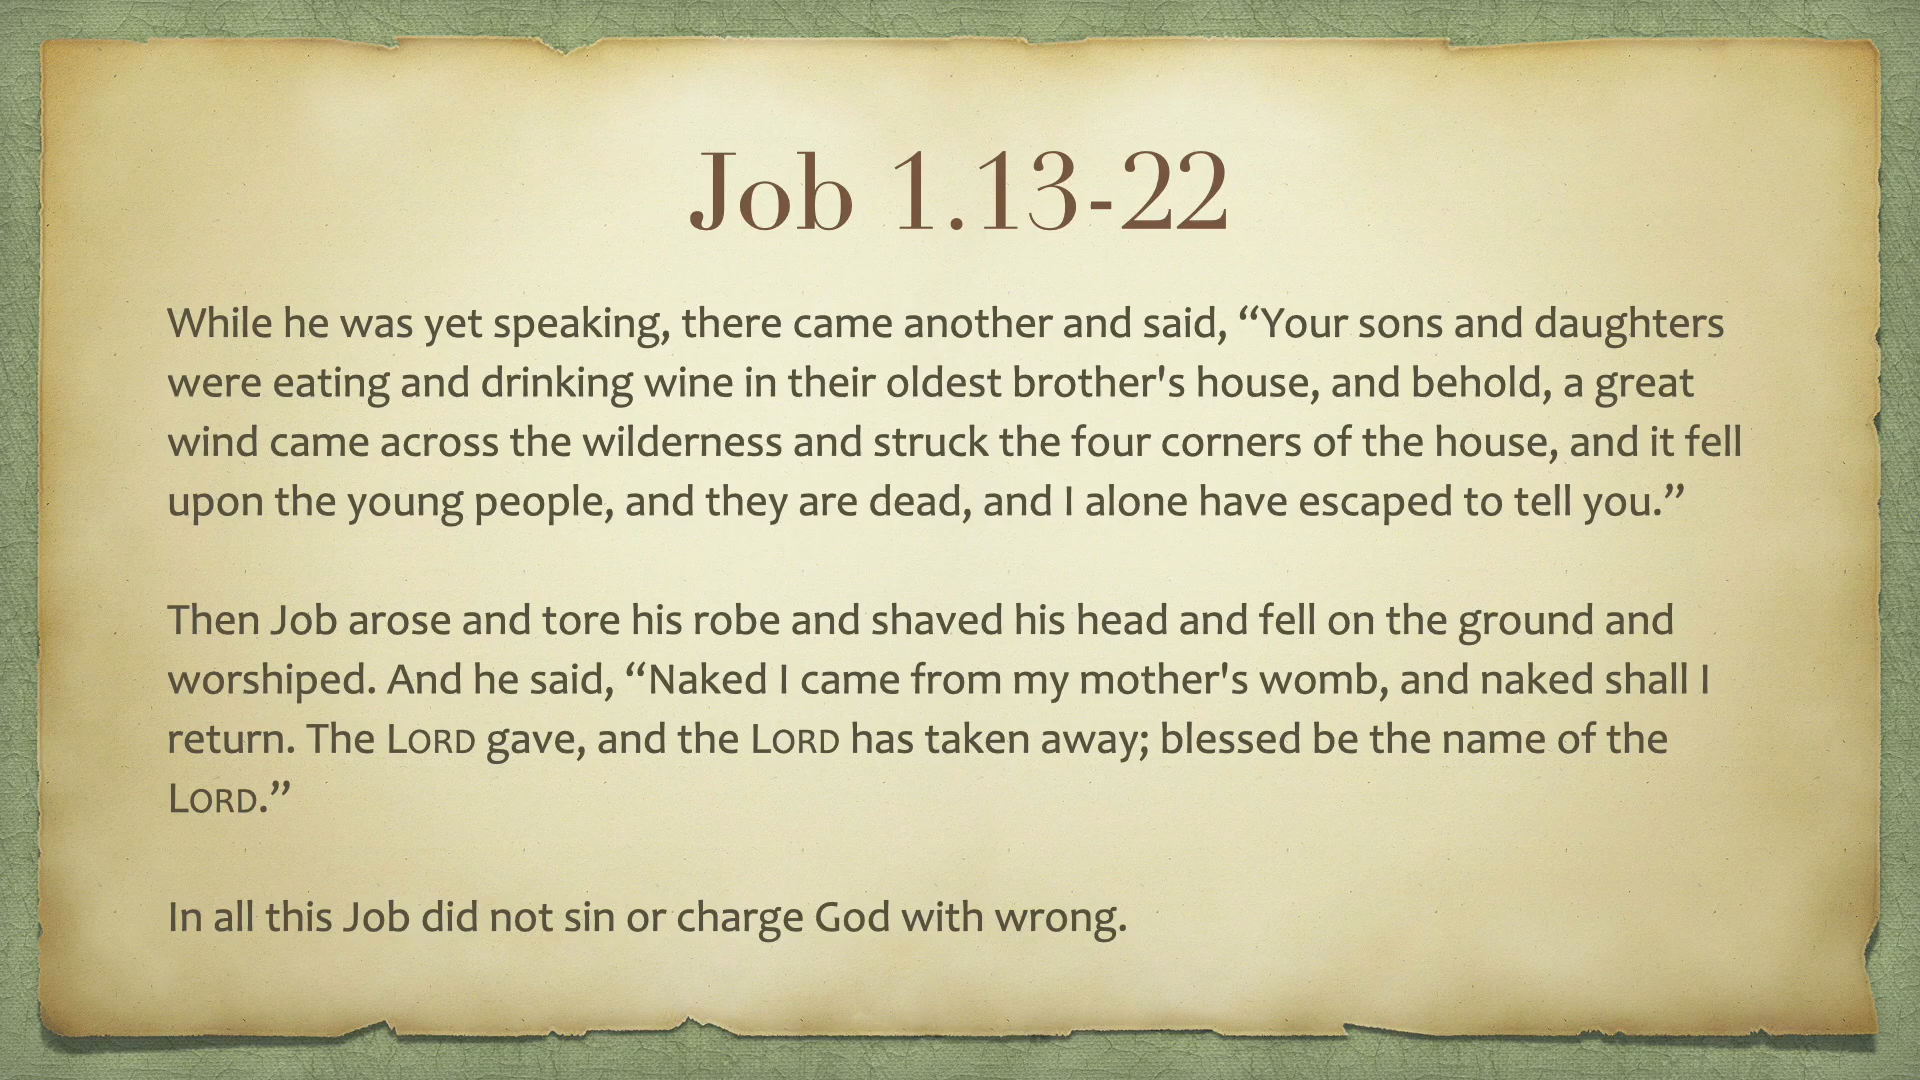 Job 1.13-22
While he was yet speaking, there came another and said, “Your sons and daughters
were eating and drinking wine in their oldest brother's house, and behold, a great
wind came across the wilderness and struck the four corners of the house, and it fell
upon the young people, and they are dead, and I alone have escaped to tell you.”
Then Job arose and tore his robe and shaved his head and fell on the ground and
worshiped. And he said, “Naked I came from my mother's womb, and naked shall I
return. The LORD gave, and the LORD has taken away; blessed be the name of the
LORD.”
In all this Job did not sin or charge God with wrong.